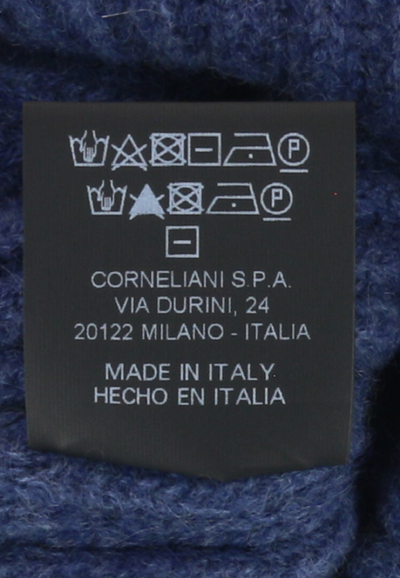 P
P
CORNELIANI S.P.A.
VIA DURINI, 24
20122 MILANO - ITALIA
MADE IN ITALY
HECHO EN ITALIA